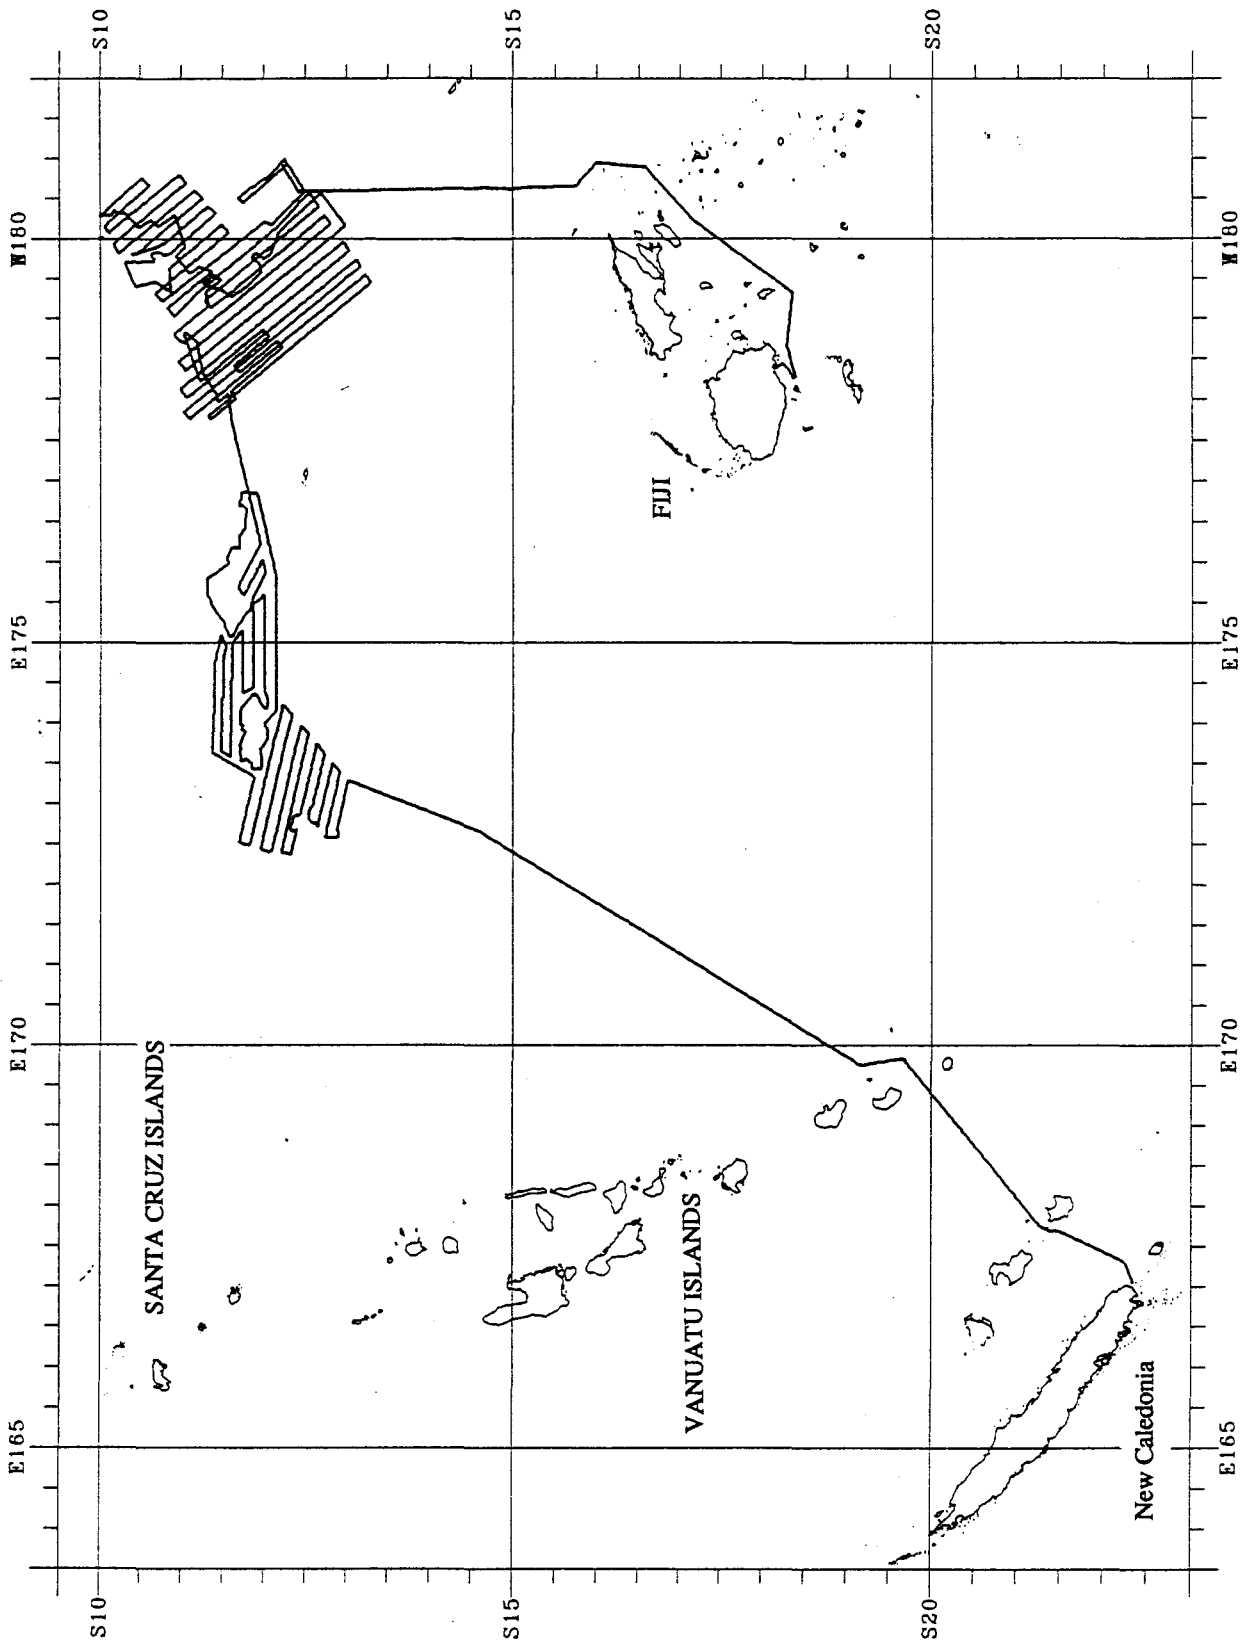 E165
E170
E175
W180
S10
S10
SANTA CRUZ ISLANDS
S15
S15
FIJI
VANUATU ISLANDS
S20
S20
New Caledonia
E165
E170
E175
W180